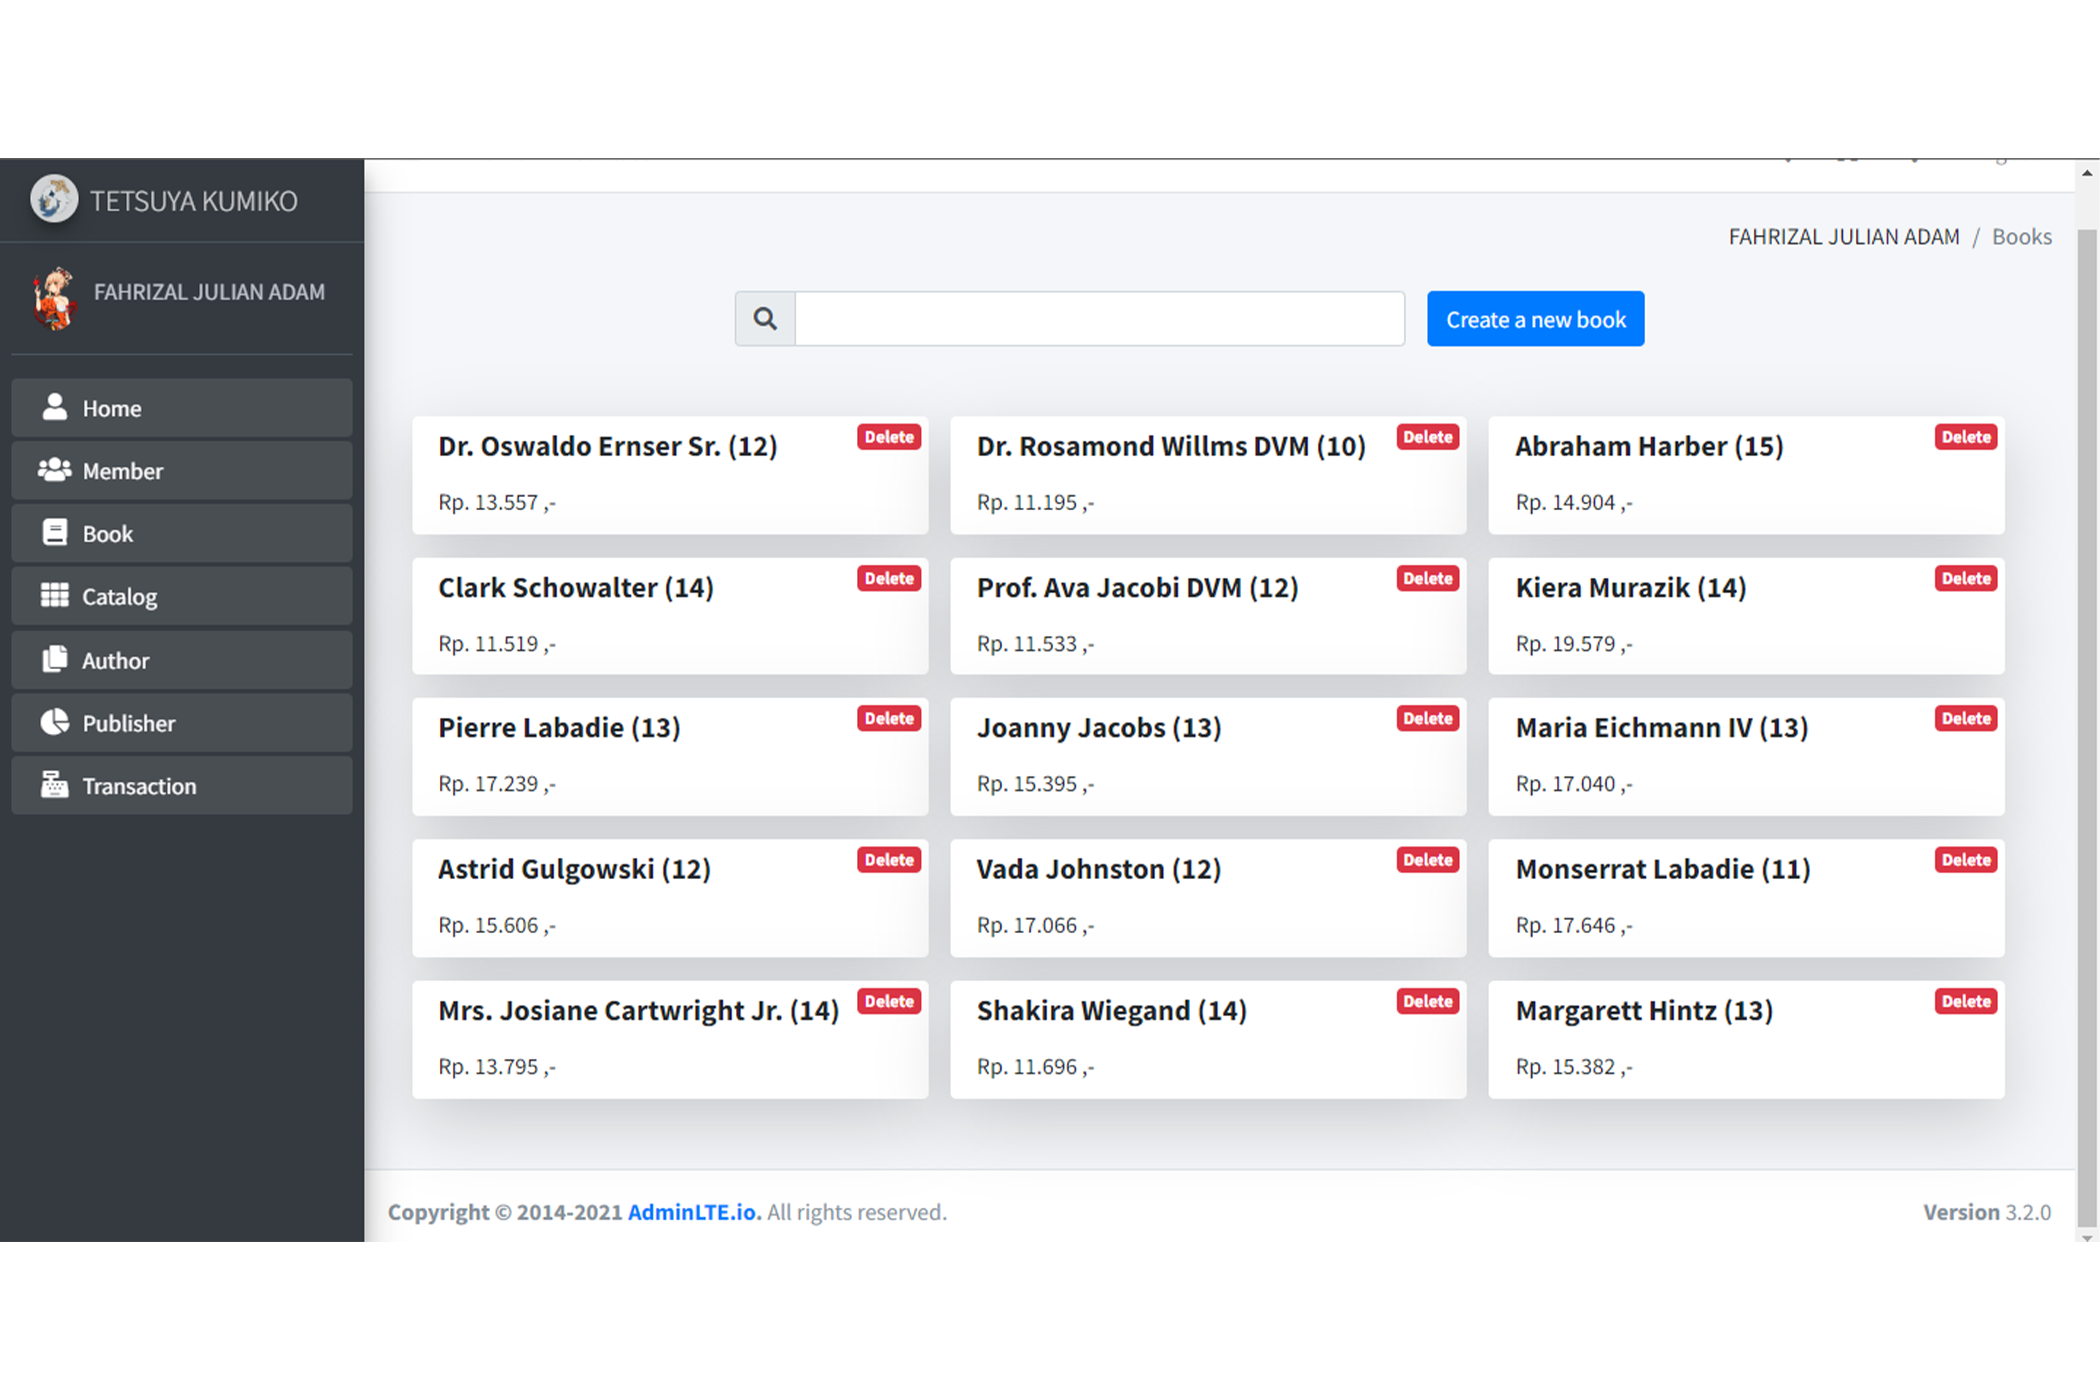 TETSUYA KUMIKO
FAHRIZAL JULIAN ADAM
Home
Member
Book
Catalog
Author
Publisher
Transaction
FAHRIZAL JULIAN ADAM / Books
Create a new book
Dr. Oswaldo Ernser Sr. (12)
Delete
Rp. 13.557 ,-
Dr. Rosamond Willms DVM (10)
Delete
Rp. 11.195 ,-
Abraham Harber (15)
Delete
Rp. 14.904 ,-
Clark Schowalter (14)
Delete
Rp. 11.519 ,-
Prof. Ava Jacobi DVM (12)
Delete
Rp. 11.533 ,-
Kiera Murazik (14)
Delete
Rp. 19.579 ,-
Pierre Labadie (13)
Delete
Rp. 17.239 ,-
Joanny Jacobs (13)
Delete
Rp. 15.395 ,-
Maria Eichmann IV (13)
Delete
Rp. 17.040 ,-
Astrid Gulgowski (12)
Delete
Rp. 15.606 ,-
Vada Johnston (12)
Delete
Rp. 17.066 ,-
Monserrat Labadie (11)
Delete
Rp. 17.646 ,-
Mrs. Josiane Cartwright Jr. (14)
Delete
Rp. 13.795 ,-
Shakira Wiegand (14)
Delete
Rp. 11.696 ,-
Margarett Hintz (13)
Delete
Rp. 15.382 ,-
Copyright © 2014-2021 AdminLTE.io. All rights reserved.
Version 3.2.0